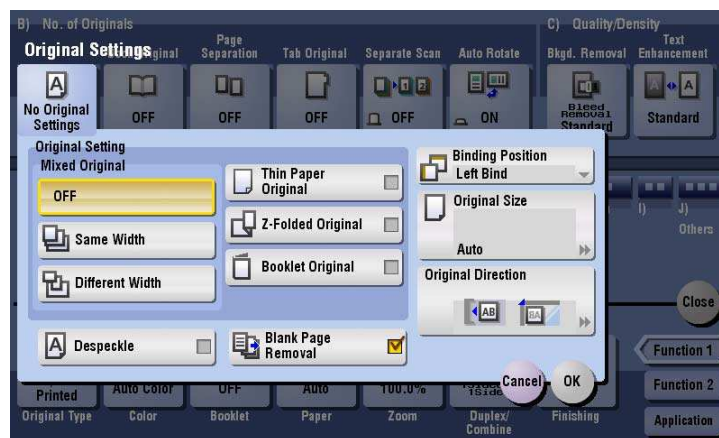 B) No. of Originals
C) Quality/Density
Original Settings
Original
Page
Separation
Tab Original
Separate Scan
Auto Rotate
Bkgd. Removal
Text
Enhancement
No Original
Settings
OFF
OFF
OFF
OFF
ON
Bleed
Removal
Standard
Standard
Original Setting
Mixed Original
OFF
Same Width
Different Width
Thin Paper
Original
Z-Folded Original
Booklet Original
Despeckle
Blank Page
Removal
Binding Position
Left Bind
Original Size
Auto
Original Direction
I)
J)
Others
Close
Cancel
OK
Function 1
Function 2
Application
Printed
Auto Color
OFF
Auto
100.0%
1Side
Original Type
Color
Booklet
Paper
Zoom
Duplex/
Combine
Finishing